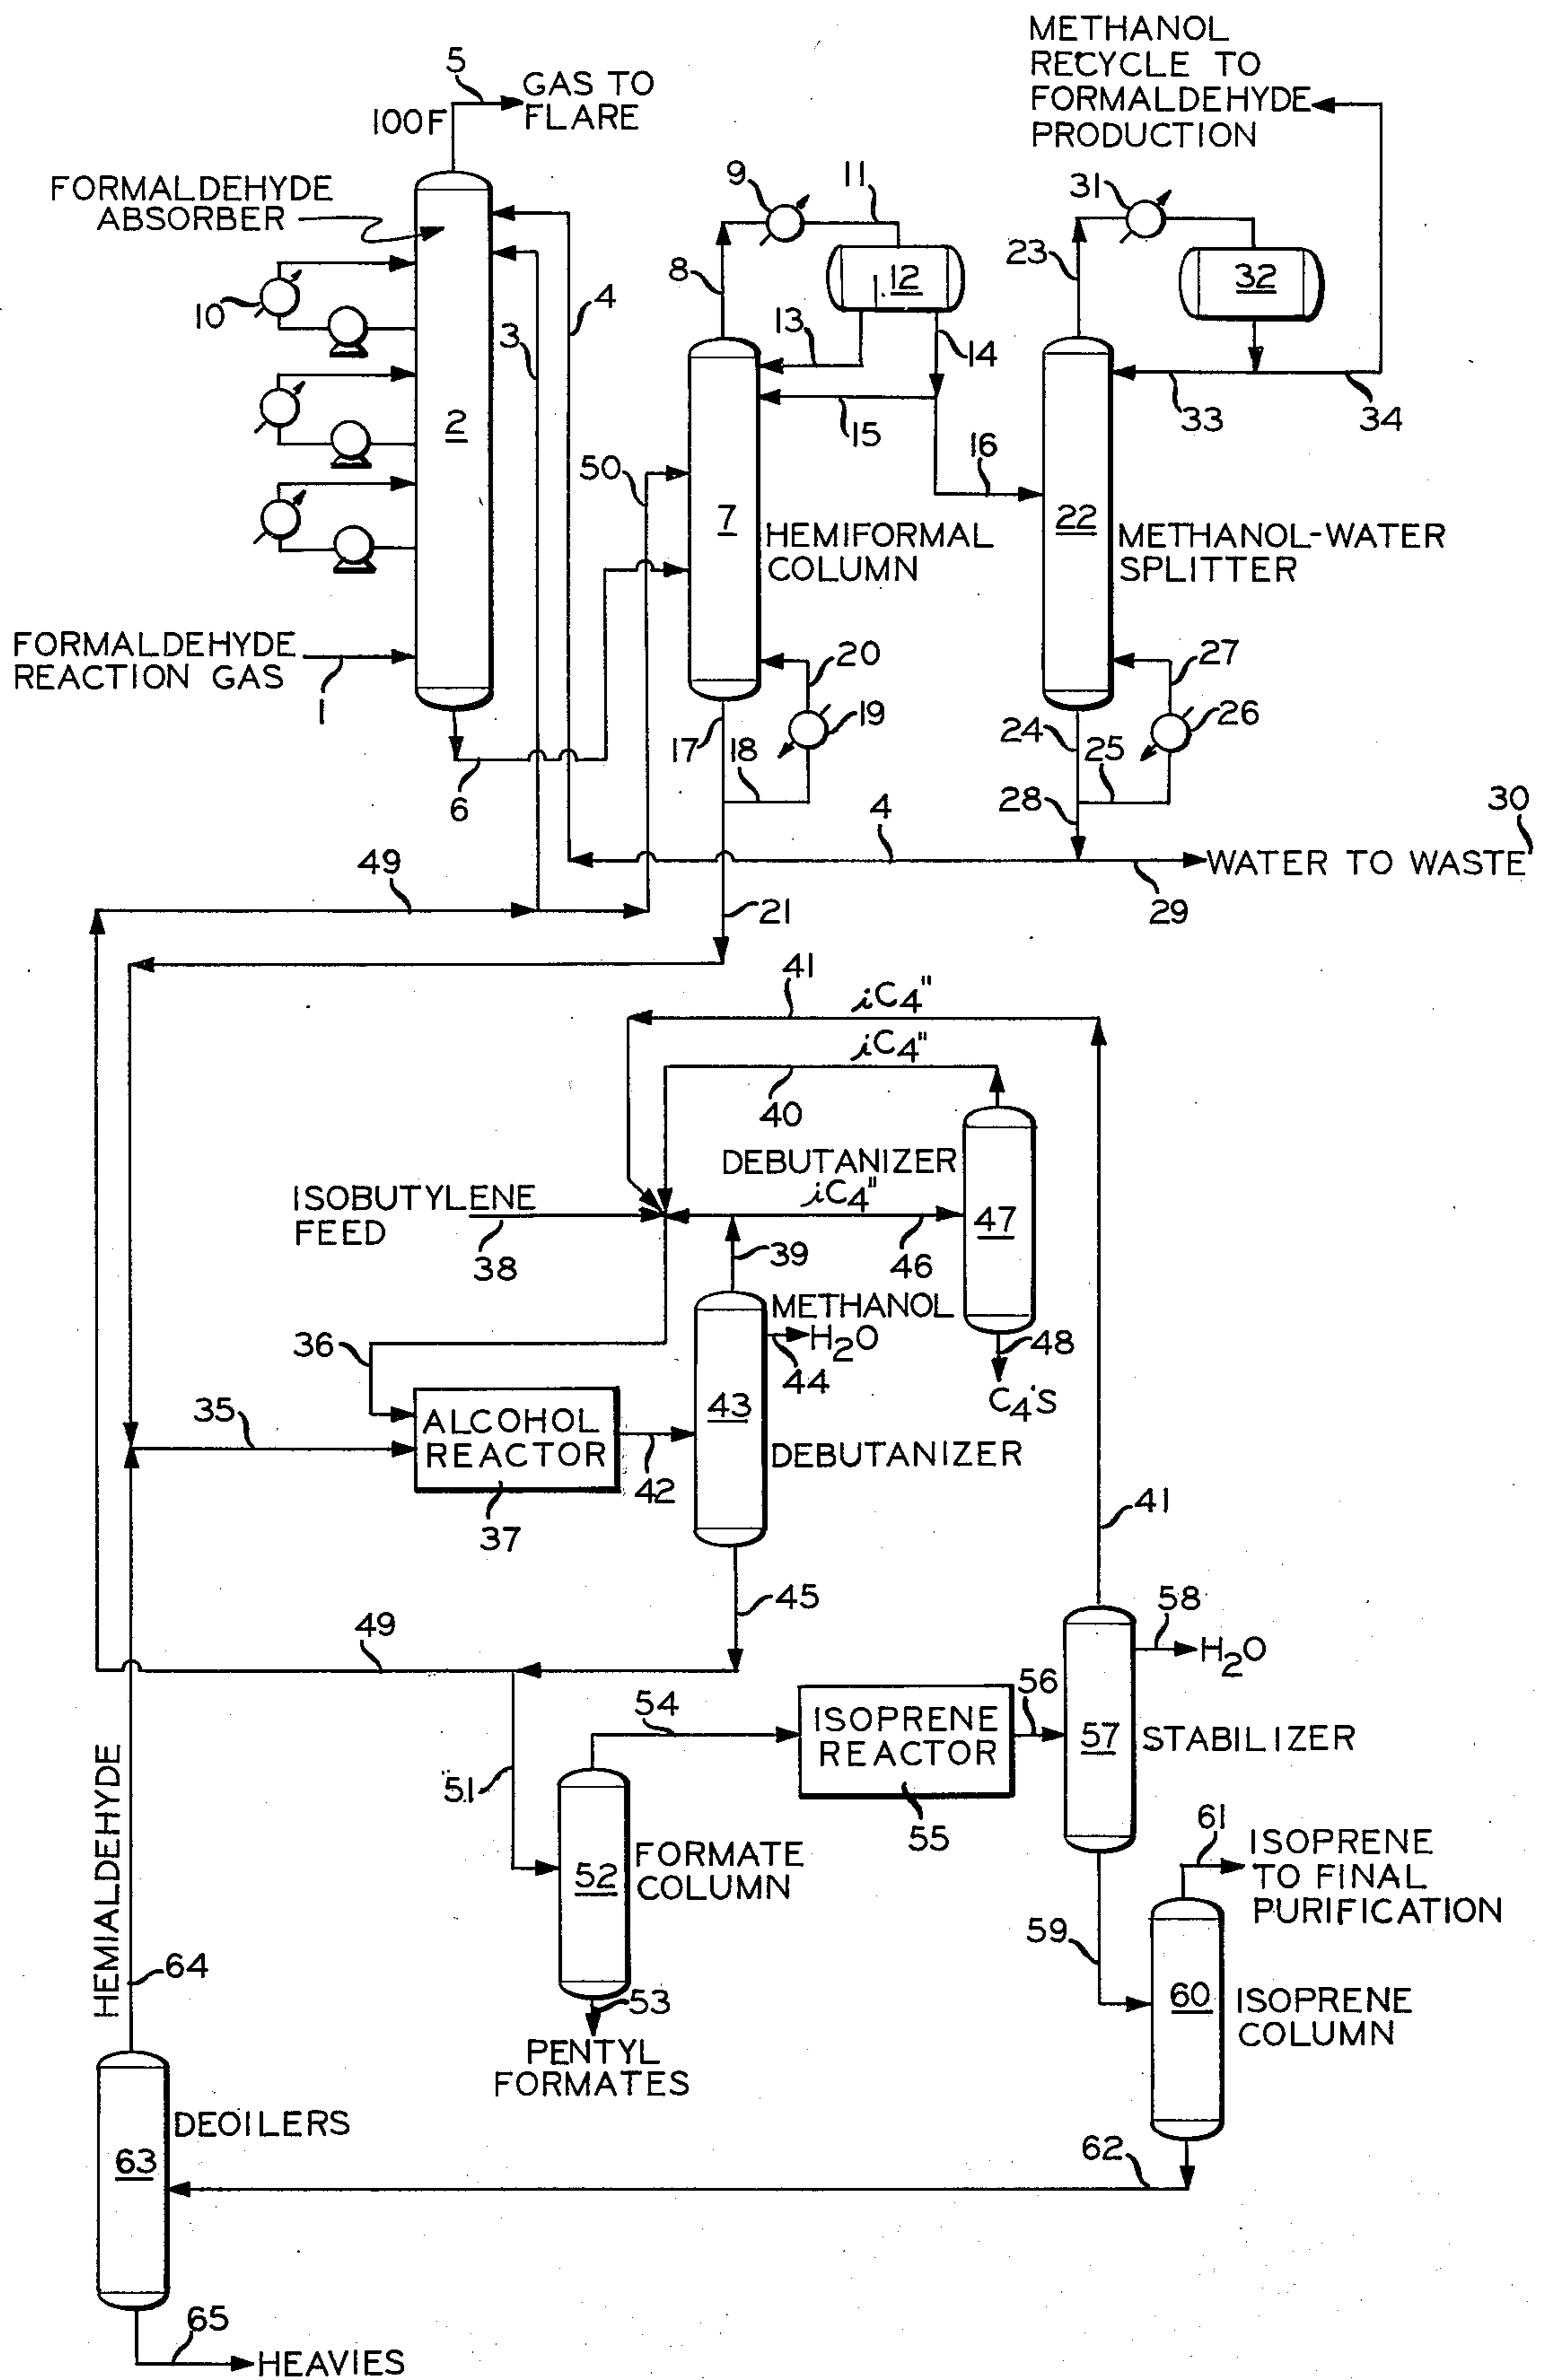 METHANOL
RECYCLE TO
FORMALDEHYDE
PRODUCTION
5
GAS TO
FLARE
100F
FORMALDEHYDE
ABSORBER
9
11
31
10
8
12
23
32
4
3
13
14
2
15
33
34
50
16
7
HEMIFORMAL
COLUMN
22
METHANOL-WATER
SPLITTER
FORMALDEHYDE
REACTION GAS
1
20
27
19
26
17
18
24
25
6
28
30
4
WATER TO WASTE
49
21
29
41
iC4"
iC4"
40
DEBUTANIZER
ISOBUTYLENE
FEED
iC4"
47
38
39
46
METHANOL
H2O
36
44
48
C4'S
43
35
ALCOHOL
REACTOR
DEBUTANIZER
42
37
41
45
58
H2O
49
54
56
ISOPRENE
REACTOR
57
STABILIZER
51
55
61
ISOPRENE
TO FINAL
PURIFICATION
FORMATE
COLUMN
52
HEMIALDEHYDE
59
64
53
60
ISOPRENE
COLUMN
PENTYL
FORMATES
DEOILERS
63
62
65
HEAVIES